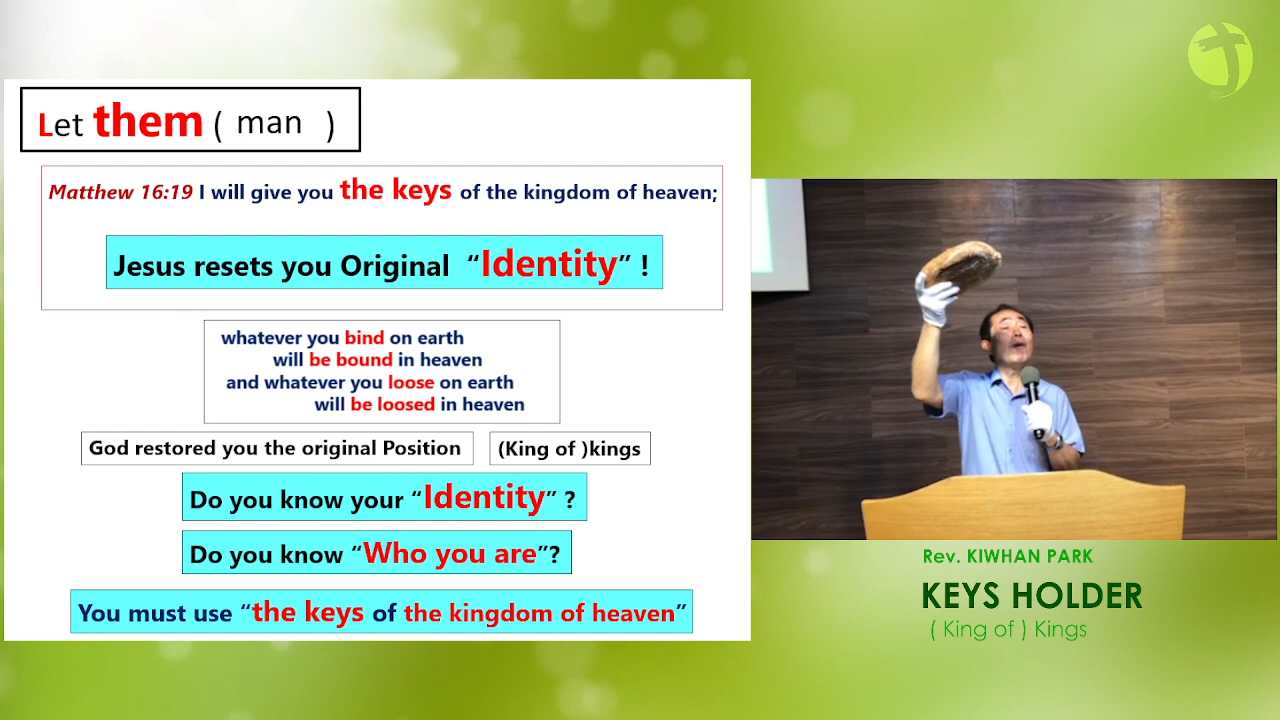 Let them ( man )
Matthew 16:19 I will give you the keys of the kingdom of heaven;
Jesus resets you Original “Identity” !
whatever you bind on earth
will be bound in heaven
and whatever you loose on earth
will be loosed in heaven
God restored you the original Position
(King of )kings
Do you know your “Identity” ?
Do you know “Who you are”?
You must use “the keys of the kingdom of heaven”
Rev. KIWHAN PARK
KEYS HOLDER
( King of ) Kings